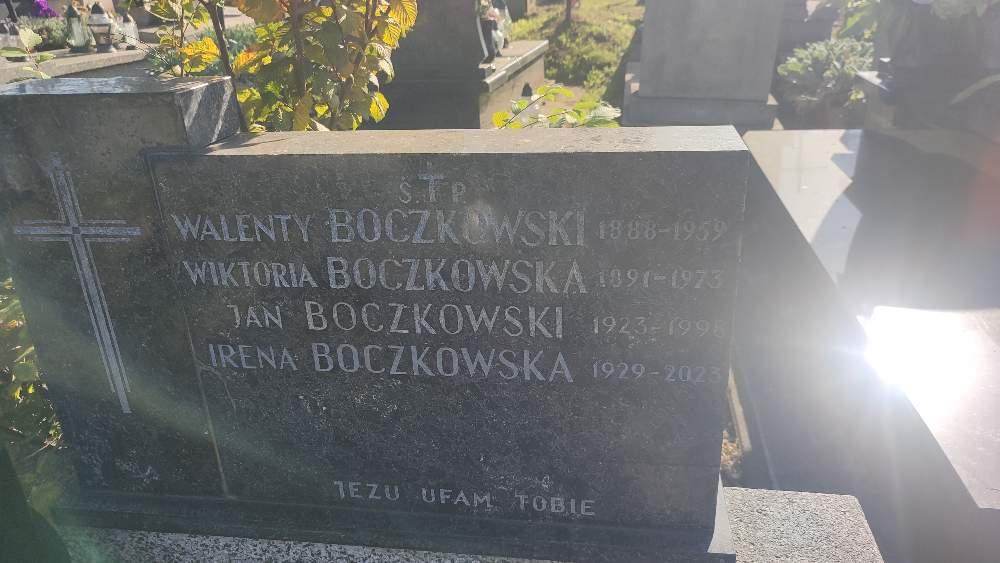 Ś.†P.
WALENTY BOCZKOWSKI 1888-1959
WIKTORIA BOCZKOWSKA 1891-1973
JAN BOCZKOWSKI 1923-1998
IRENA BOCZKOWSKA 1929-2023
JEZU UFAM TOBIE